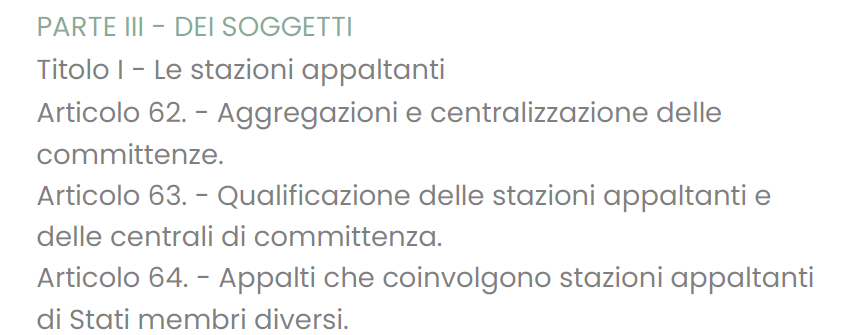 PARTE III - DEI SOGGETTI
Titolo I - Le stazioni appaltanti
Articolo 62. - Aggregazioni e centralizzazione delle
committenze.
Articolo 63. - Qualificazione delle stazioni appaltanti e
delle centrali di committenza.
Articolo 64. - Appalti che coinvolgono stazioni appaltanti
di Stati membri diversi.